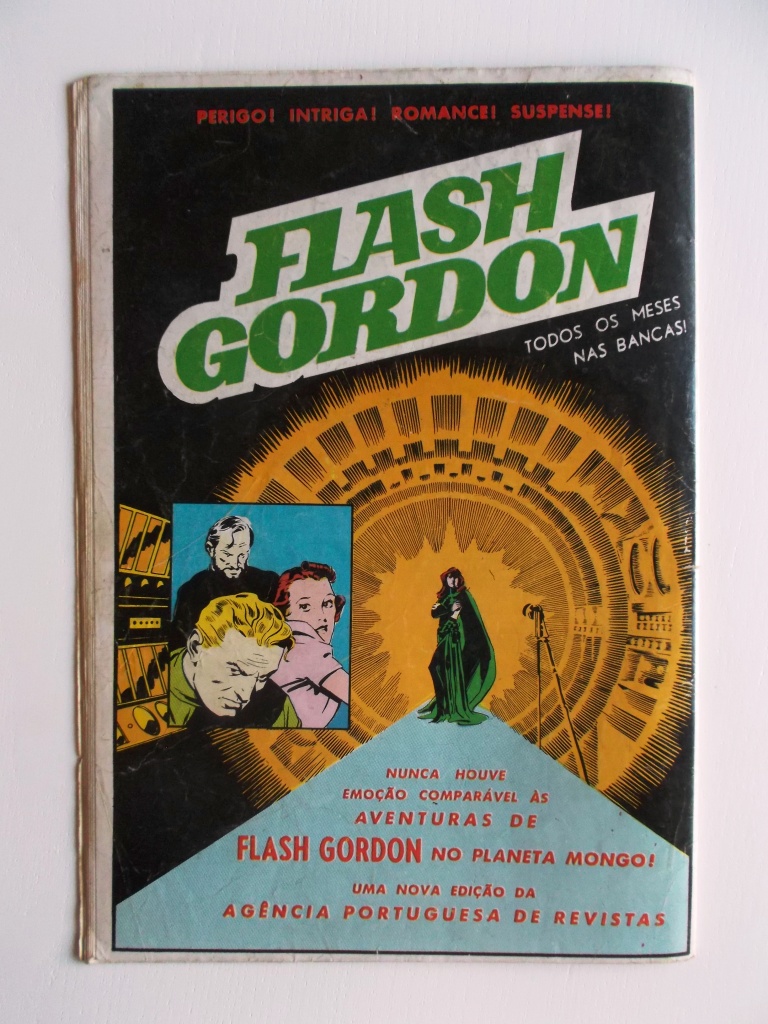 PERIGO! INTRIGA! ROMANCE! SUSPENSE!
FLASH
GORDON
TODOS OS MESES
NAS BANCAS!
NUNCA HOUVE
EMOÇÃO COMPARÁVEL ÀS
AVENTURAS DE
FLASH GORDON NO PLANETA MONGO!
UMA NOVA EDIÇÃO DA
AGÊNCIA PORTUGUESA DE REVISTAS